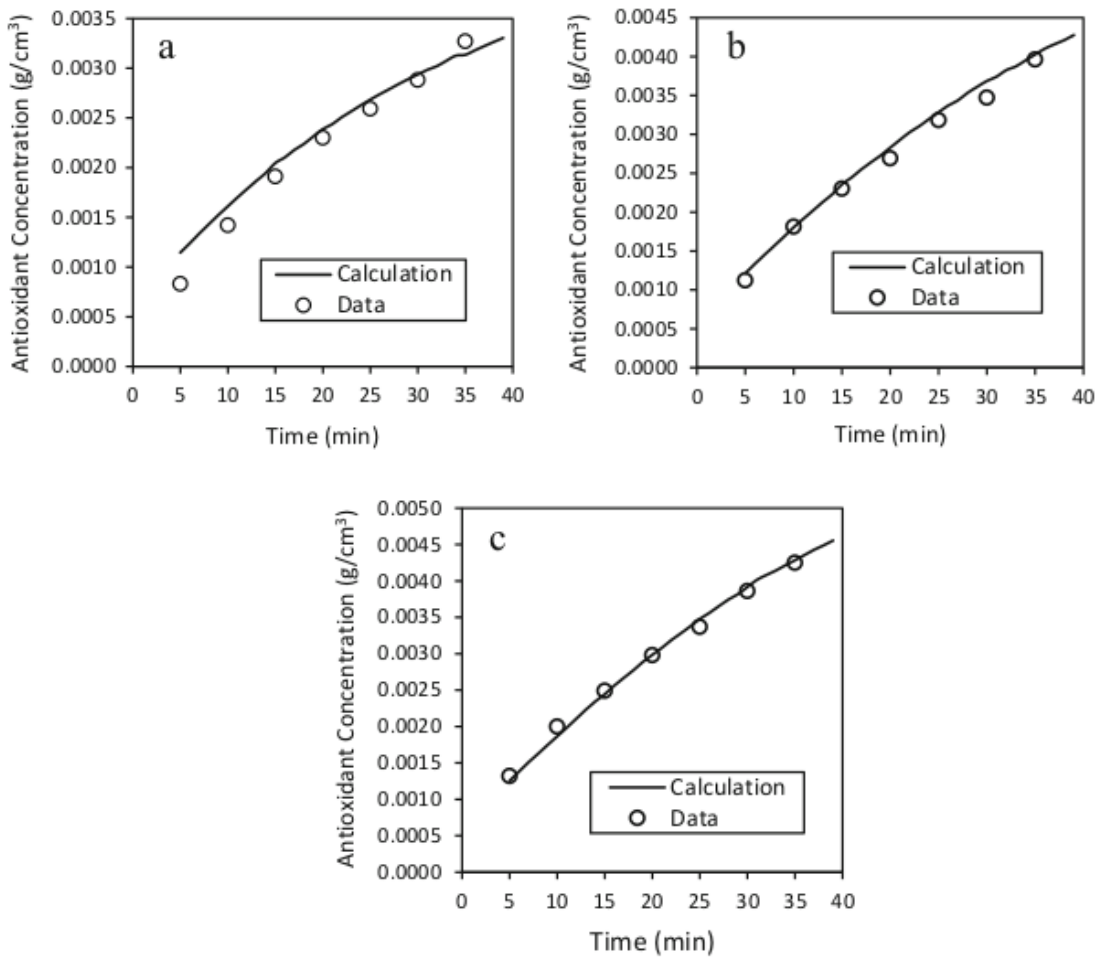 a
Antioxidant Concentration (g/cm³)
0.0035
0.0030
0.0025
0.0020
0.0015
0.0010
0.0005
0.0000
Calculation
Data
0 5 10 15 20 25 30 35 40
Time (min)
b
Antioxidant Concentration (g/cm³)
0.0045
0.0040
0.0035
0.0030
0.0025
0.0020
0.0015
0.0010
0.0005
0.0000
Calculation
Data
0 5 10 15 20 25 30 35 40
Time (min)
c
Antioxidant Concentration (g/cm³)
0.0050
0.0045
0.0040
0.0035
0.0030
0.0025
0.0020
0.0015
0.0010
0.0005
0.0000
Calculation
Data
0 5 10 15 20 25 30 35 40
Time (min)